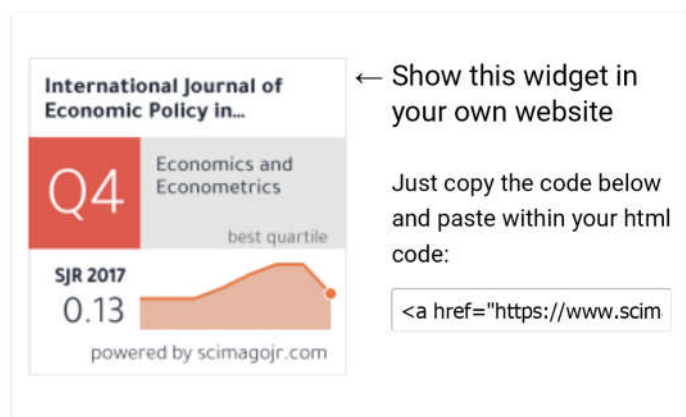 International Journal of
Economic Policy in...
Q4
Economics and
Econometrics
best quartile
SJR 2017
0.13
powered by scimagojr.com
← Show this widget in
your own website
Just copy the code below
and paste within your html
code:
<a href="https://www.scim